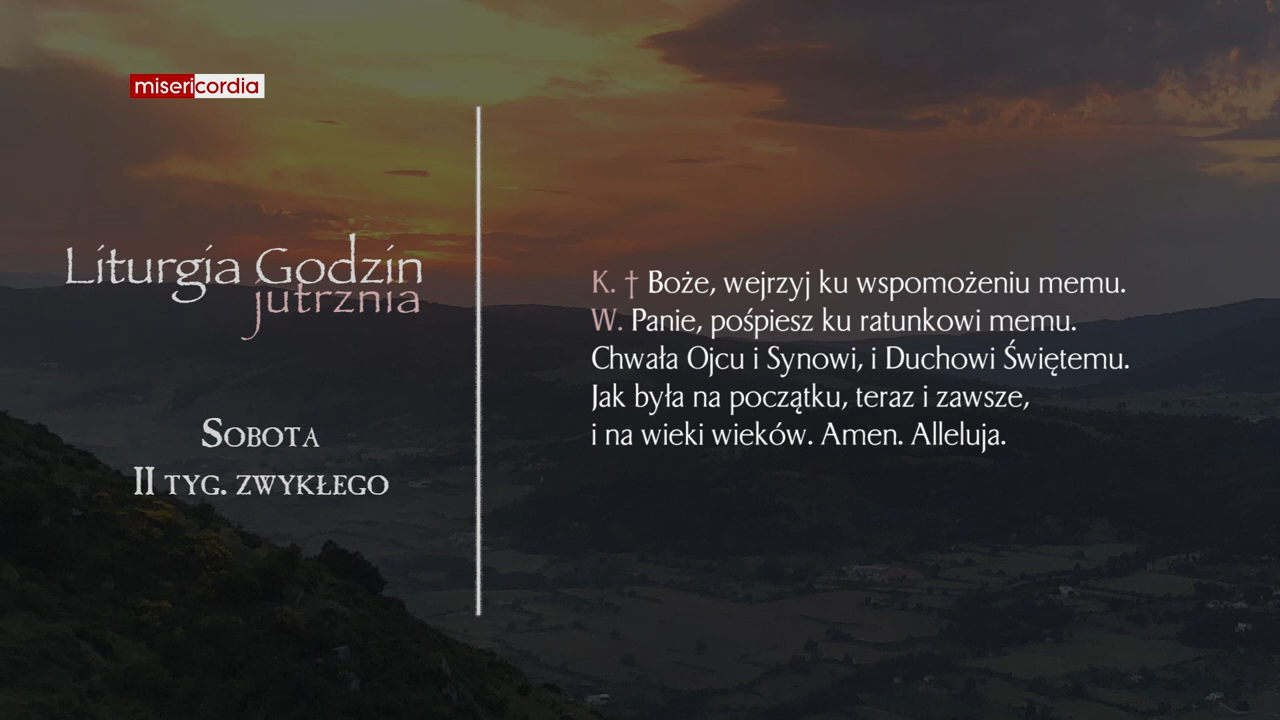 misericordia
Liturgia Godzin
jutrznia
Sobota
II tyg. zwykłego
K. † Boże, wejrzyj ku wspomożeniu memu.
W. Panie, pośpiesz ku ratunkowi memu.
Chwała Ojcu i Synowi, i Duchowi Świętemu.
Jak była na początku, teraz i zawsze,
i na wieki wieków. Amen. Alleluja.